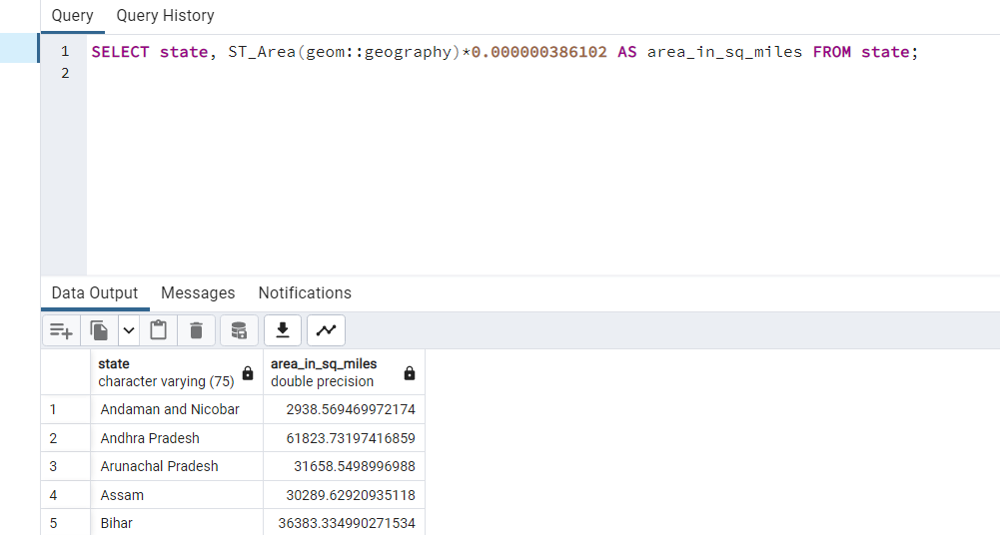 Query Query History
1 SELECT state, ST_Area(geom::geography)*0.000000386102 AS area_in_sq_miles FROM state;
2
Data Output Messages Notifications
state area_in_sq_miles
character varying (75) double precision
1 Andaman and Nicobar 2938.569469972174
2 Andhra Pradesh 61823.73197416859
3 Arunachal Pradesh 31658.5498996988
4 Assam 30289.62920935118
5 Bihar 36383.334990271534